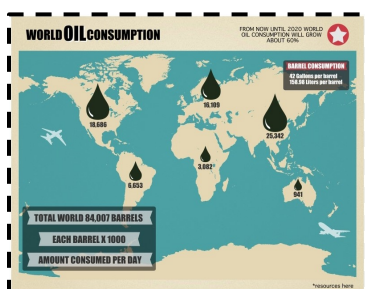 WORLD OIL CONSUMPTION
FROM NOW UNTIL 2020 WORLD
OIL CONSUMPTION WILL GROW
ABOUT 60%
BARREL CONSUMPTION
42 Gallons per barrel
158.98 Liters per barrel
18,686
16,109
25,342
6,653
3,082*
941
TOTAL WORLD 84,007 BARRELS
EACH BARREL X 1000
AMOUNT CONSUMED PER DAY
*resources here